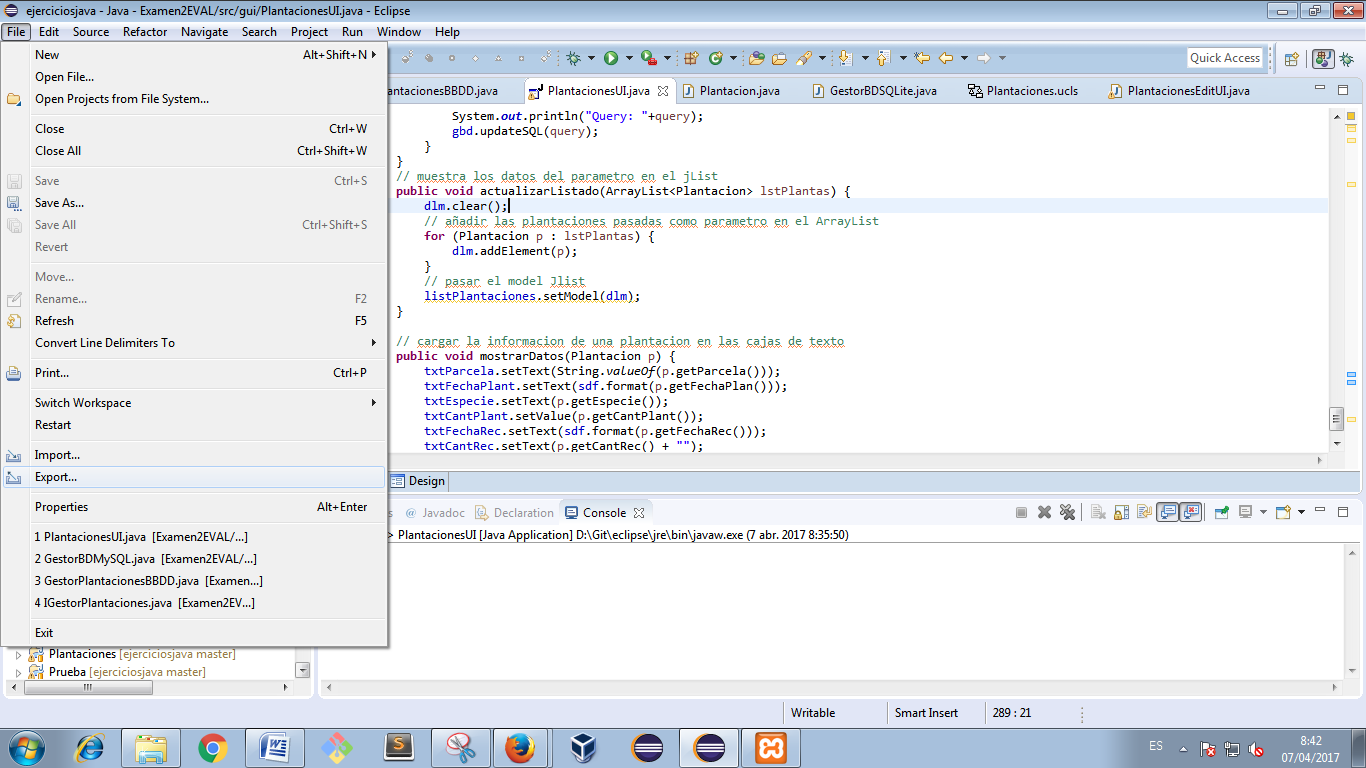 ejerciciosjava - Java - Examen2EVAL/src/gui/PlantacionesUI.java - Eclipse
File Edit Source Refactor Navigate Search Project Run Window Help
Quick Access
New Alt+Shift+N
Open File...
Open Projects from File System...
Close Ctrl+W
Close All Ctrl+Shift+W
Save Ctrl+S
Save As...
Save All Ctrl+Shift+S
Revert
Move...
Rename... F2
Refresh F5
Convert Line Delimiters To
Print... Ctrl+P
Switch Workspace
Restart
Import...
Export...
Properties Alt+Enter
1 PlantacionesUI.java [Examen2EVAL/...]
2 GestorBDMySQL.java [Examen2EVAL/...]
3 GestorPlantacionesBBDD.java [Examen...]
4 IGestorPlantaciones.java [Examen2EV...]
Exit
Plantaciones [ejerciciosjava master]
Prueba [ejerciciosjava master]
antacionesBBDD.java PlantacionesUI.java Plantacion.java GestorBDSQLite.java Plantaciones.ucls PlantacionesEditUI.java
System.out.println("Query: "+query);
gbd.updateSQL(query);
}
}
// muestra los datos del parametro en el jList
public void actualizarListado(ArrayList<Plantacion> lstPlantas) {
dlm.clear();
// añadir las plantaciones pasadas como parametro en el ArrayList
for (Plantacion p : lstPlantas) {
dlm.addElement(p);
}
// pasar el model Jlist
listPlantaciones.setModel(dlm);
}
// cargar la informacion de una plantacion en las cajas de texto
public void mostrarDatos(Plantacion p) {
txtParcela.setText(String.valueOf(p.getParcela()));
txtFechaPlant.setText(sdf.format(p.getFechaPlan()));
txtEspecie.setText(p.getEspecie());
txtCantPlant.setValue(p.getCantPlant());
txtFechaRec.setText(sdf.format(p.getFechaRec()));
txtCantRec.setText(p.getCantRec() + "");
Design
s @ Javadoc Declaration Console
> PlantacionesUI [Java Application] D:\Git\eclipse\jre\bin\javaw.exe (7 abr. 2017 8:35:50)
Writable Smart Insert 289 : 21
ES 8:42
07/04/2017